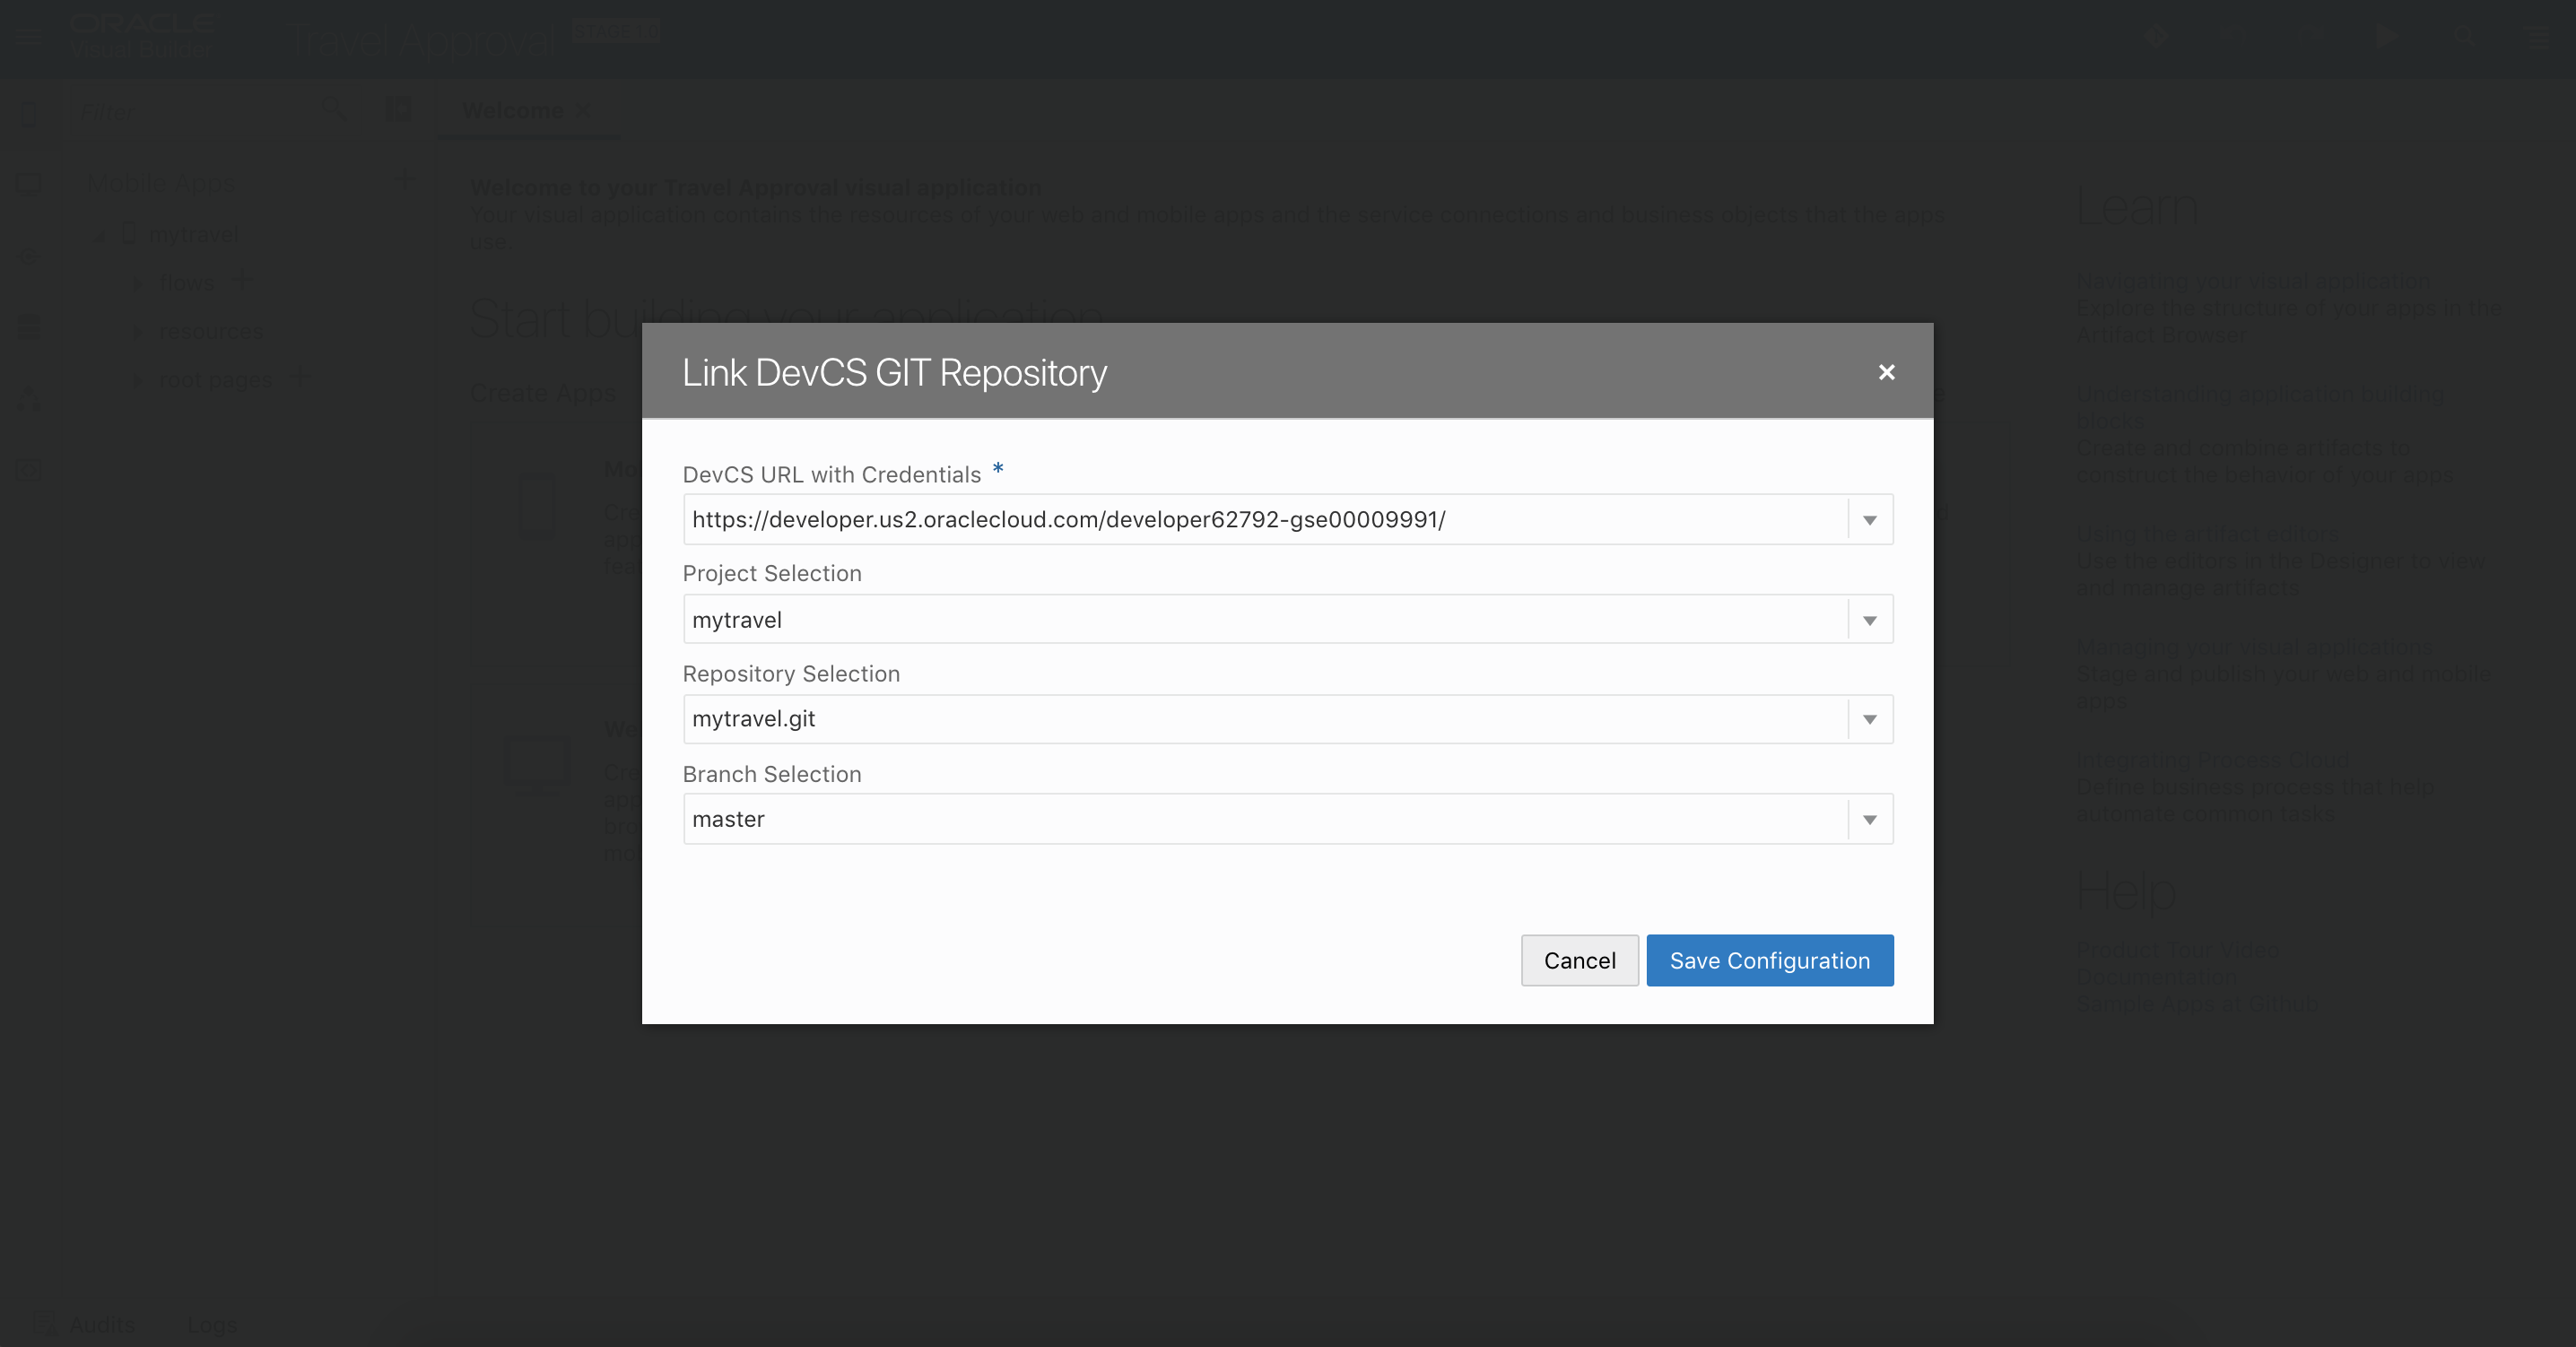 ORACLE
Visual Builder
Travel Approval
STAGE 1.0
Filter
Welcome
Mobile Apps
mytravel
flows
resources
root pages
Welcome to your Travel Approval visual application
Your visual application contains the resources of your web and mobile apps and the service connections and business objects that the apps
use.
Start building your application
Create Apps
Link DevCS GIT Repository
DevCS URL with Credentials *
https://developer.us2.oraclecloud.com/developer62792-gse00009991/
Project Selection
mytravel
Repository Selection
mytravel.git
Branch Selection
master
Cancel
Save Configuration
Learn
Navigating your visual application
Explore the structure of your apps in the
Artifact Browser
Understanding application building
blocks
Create and combine artifacts to
construct the behavior of your apps
Using the artifact editors
Use the editors in the Designer to view
and manage artifacts
Managing your visual applications
Stage and publish your web and mobile
apps
Integrating Process Cloud
Define business process that help
automate common tasks
Help
Product Tour Video
Documentation
Sample Apps at Github
Audits
Logs